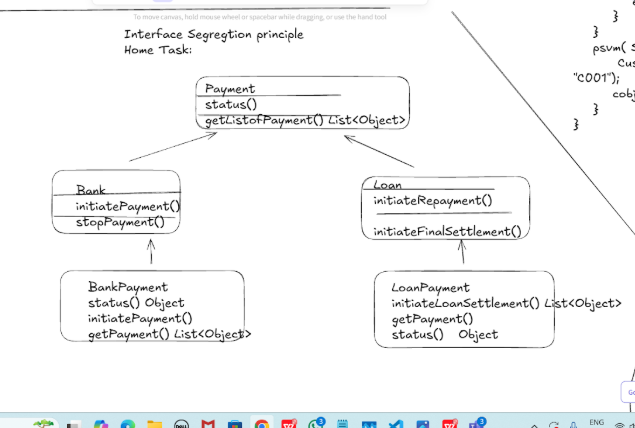 To move canvas, hold mouse wheel or spacebar while dragging, or use the hand tool
Interface Segregtion principle
Home Task:
Payment
status()
getListofPayment() List<Object>
Bank
initiatePayment()
stopPayment()
Loan
initiateRepayment()
initiateFinalSettlement()
BankPayment
status() Object
initiatePayment()
getPayment() List<Object>
LoanPayment
initiateLoanSettlement() List<Object>
getPayment()
status() Object
}
}
psvm( S
Cus
"C001");
cobj
}
}
ENG